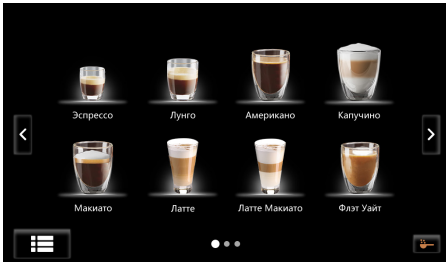 Эспрессо
Лунго
Американо
Капучино
Макиато
Латте
Латте Макиато
Флэт Уайт